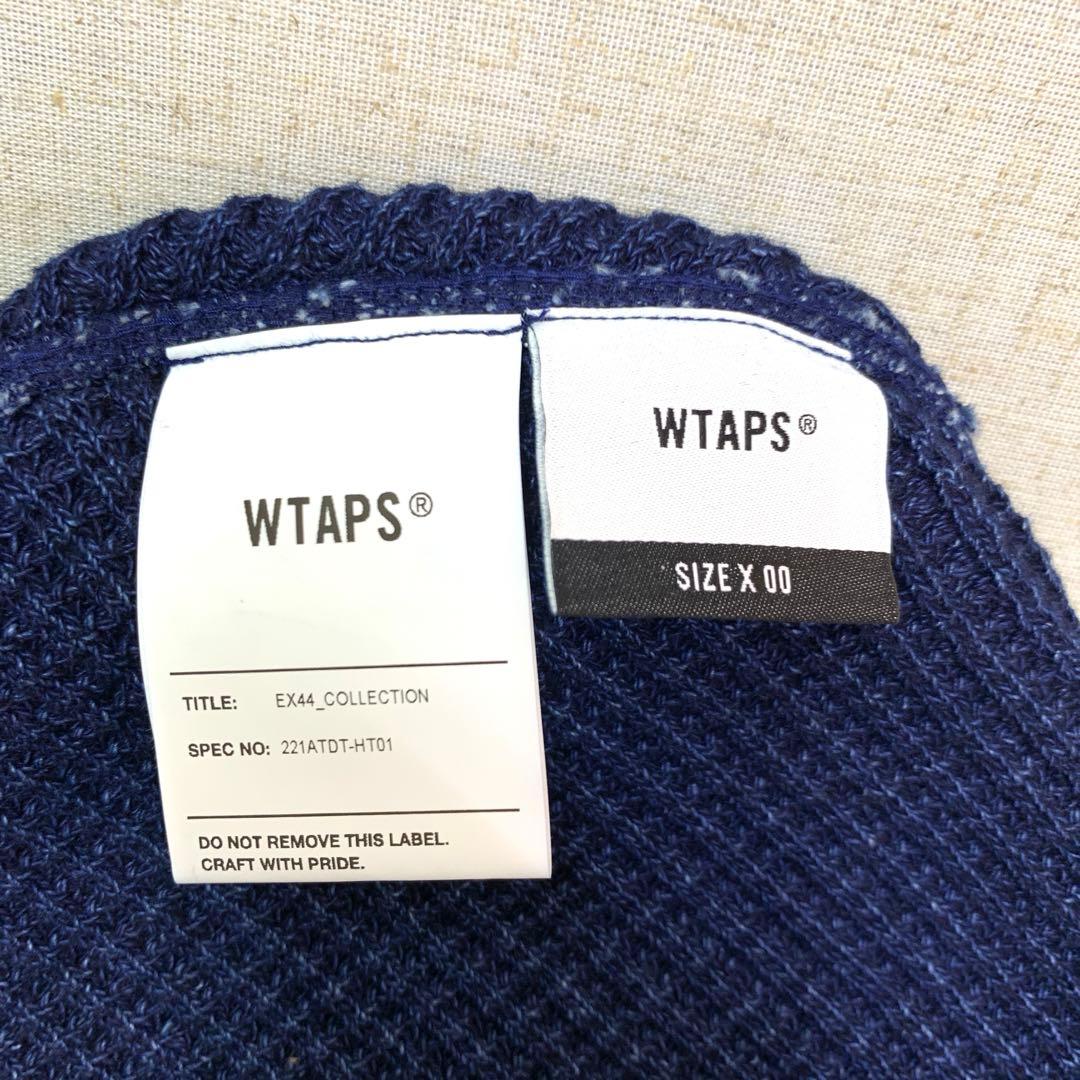 WTAPS®
TITLE: EX44_COLLECTION
SPEC NO: 221ATDT-HT01
DO NOT REMOVE THIS LABEL.
CRAFT WITH PRIDE.
WTAPS®
SIZE X 00